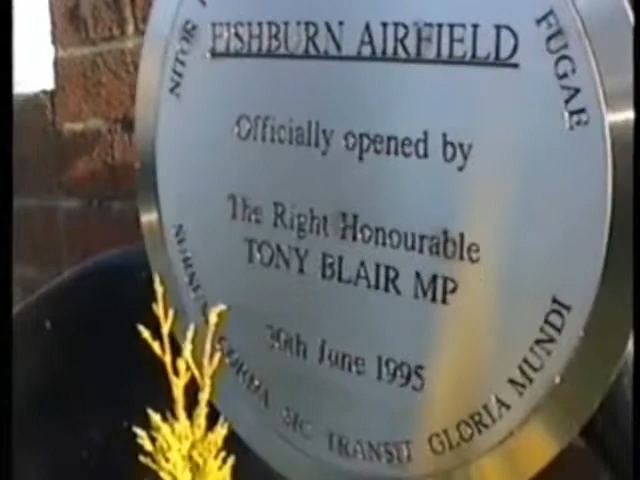 FISHBURN AIRFIELD
Officially opened by
The Right Honourable
TONY BLAIR MP
30th June 1995
NITOR
FUGAE
SIC TRANSIT GLORIA MUNDI